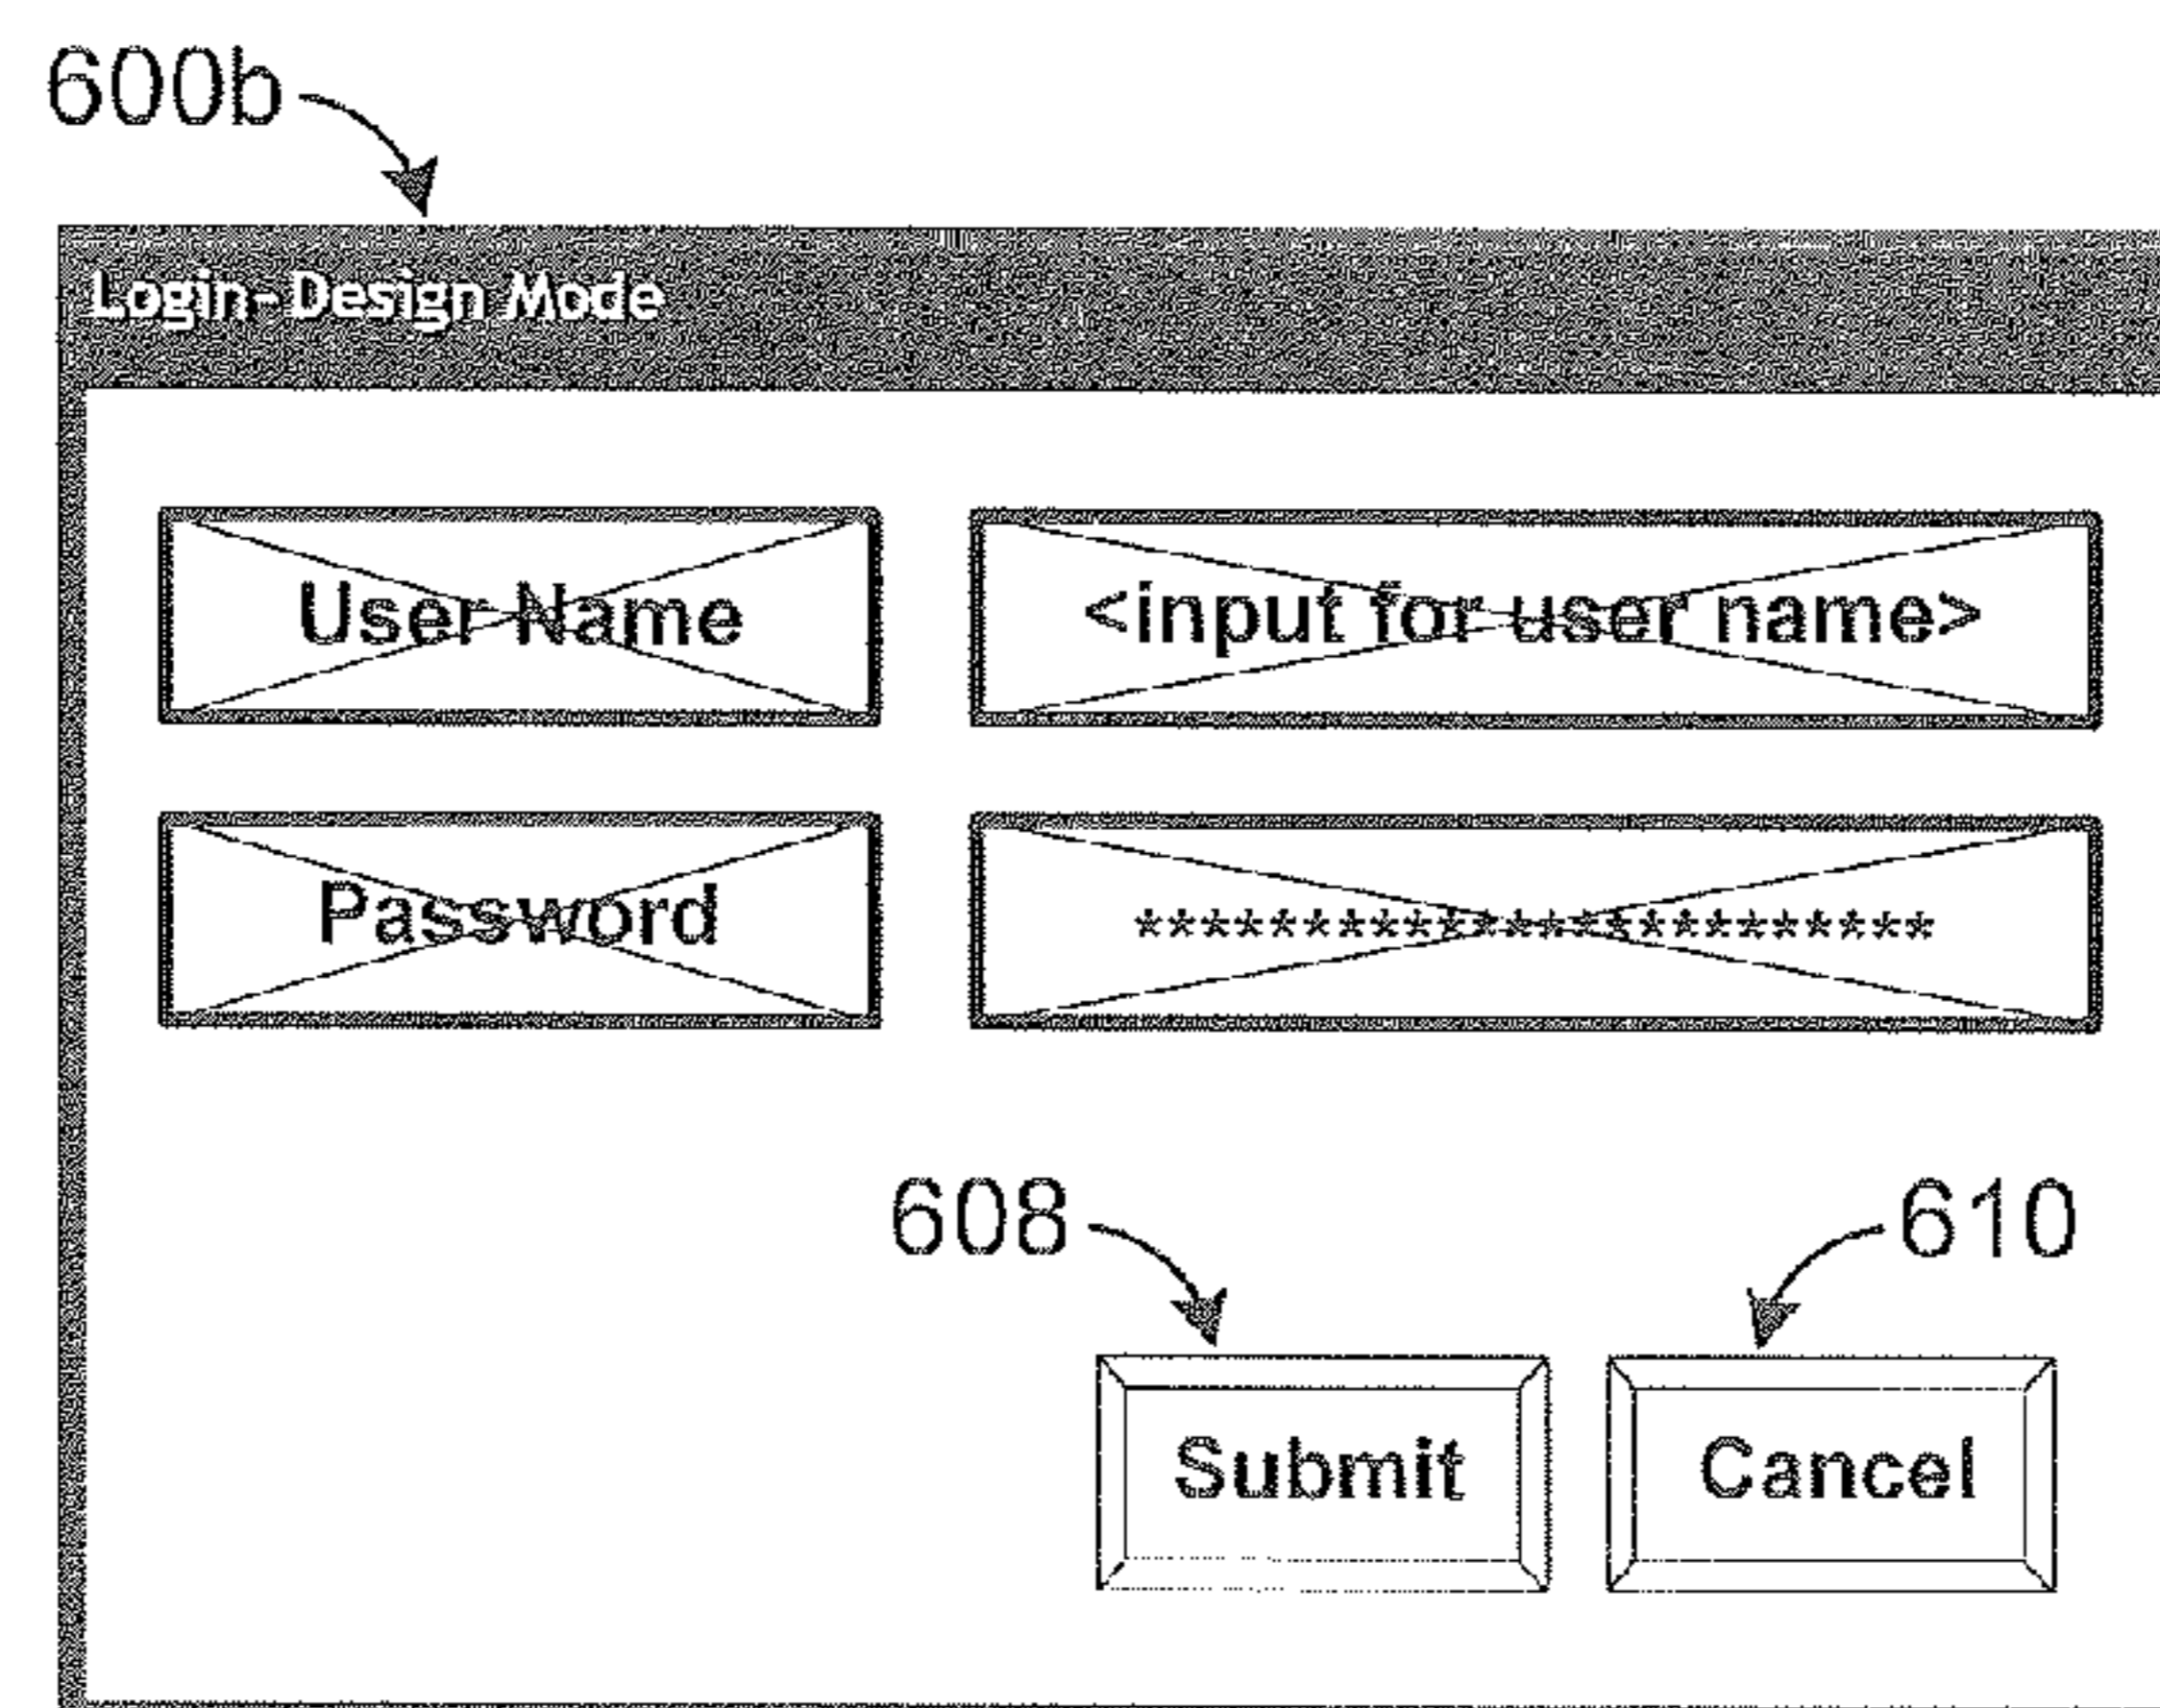 600b
Login-Design Mode
User Name <input for user name>
Password ************************
608 610
Submit Cancel